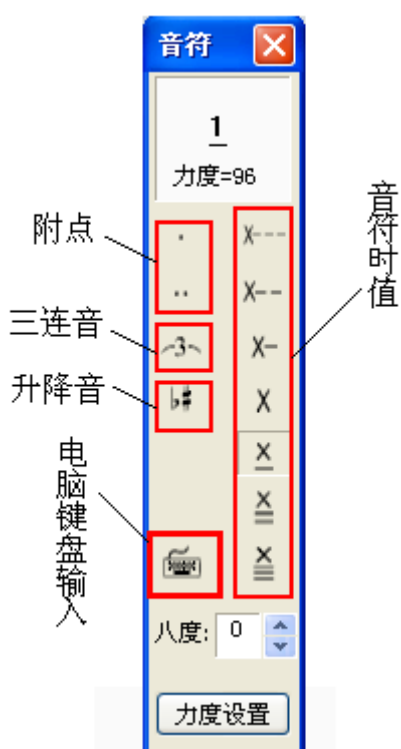 音符
1
力度=96
附点
·
X---
··
X--
音符时值
三连音
3
X-
升降音
♭♯
X
X
电脑键盘输入
X
X
八度: 0
力度设置